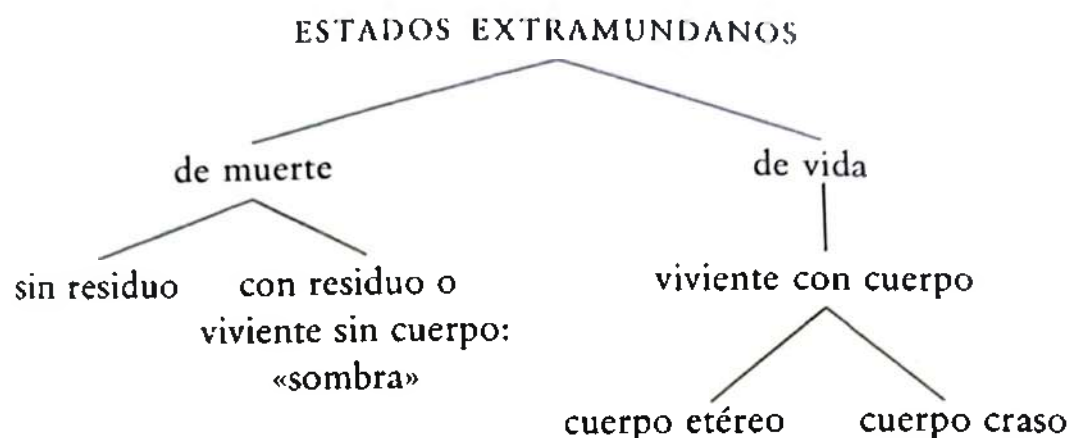 ESTADOS EXTRAMUNDANOS
de muerte
de vida
sin residuo
con residuo o
viviente sin cuerpo:
«sombra»
viviente con cuerpo
cuerpo etéreo
cuerpo craso